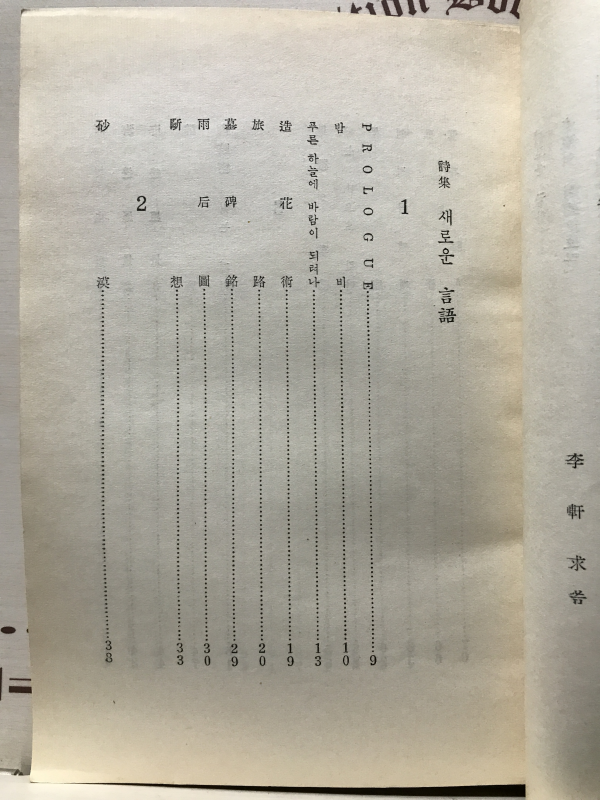 李軒求 음
詩集 새로운 言語
1
PROLOGUE 9
밤비 10
푸른 하늘에 바람이 되려나 13
造花術 19
旅路 20
墓碑銘 29
雨后圖 30
斷想 33
2
砂漠 38